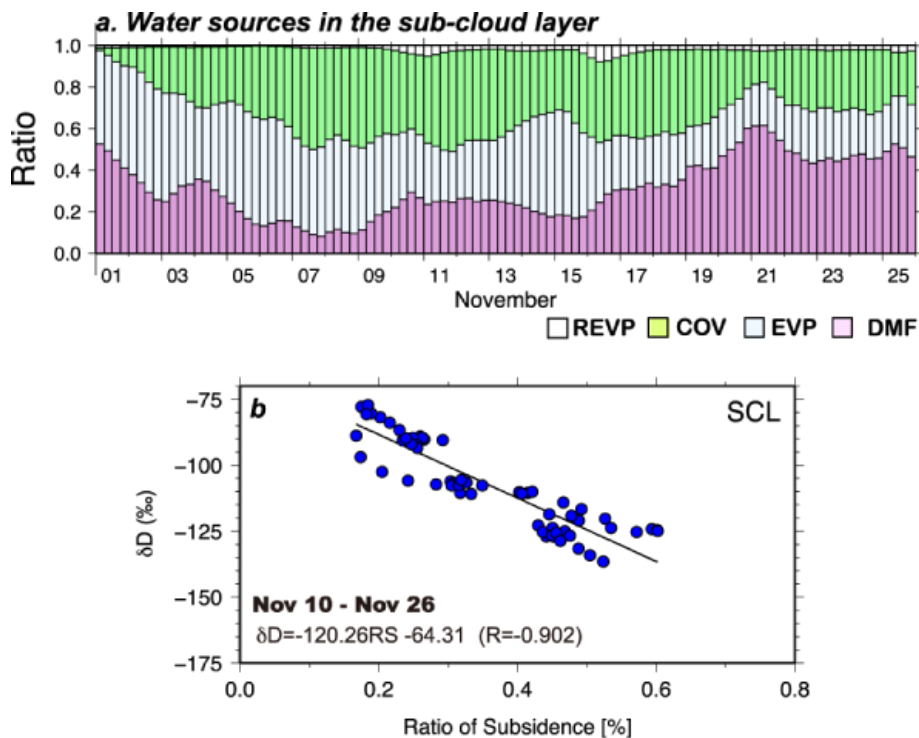 a. Water sources in the sub-cloud layer
1.0
0.8
0.6
0.4
0.2
0.0
Ratio
01 03 05 07 09 11 13 15 17 19 21 23 25
November
REVP COV EVP DMF
b
SCL
−75
−100
−125
−150
−175
δD (‰)
Nov 10 - Nov 26
δD=-120.26RS -64.31 (R=-0.902)
0.0 0.2 0.4 0.6 0.8
Ratio of Subsidence [%]